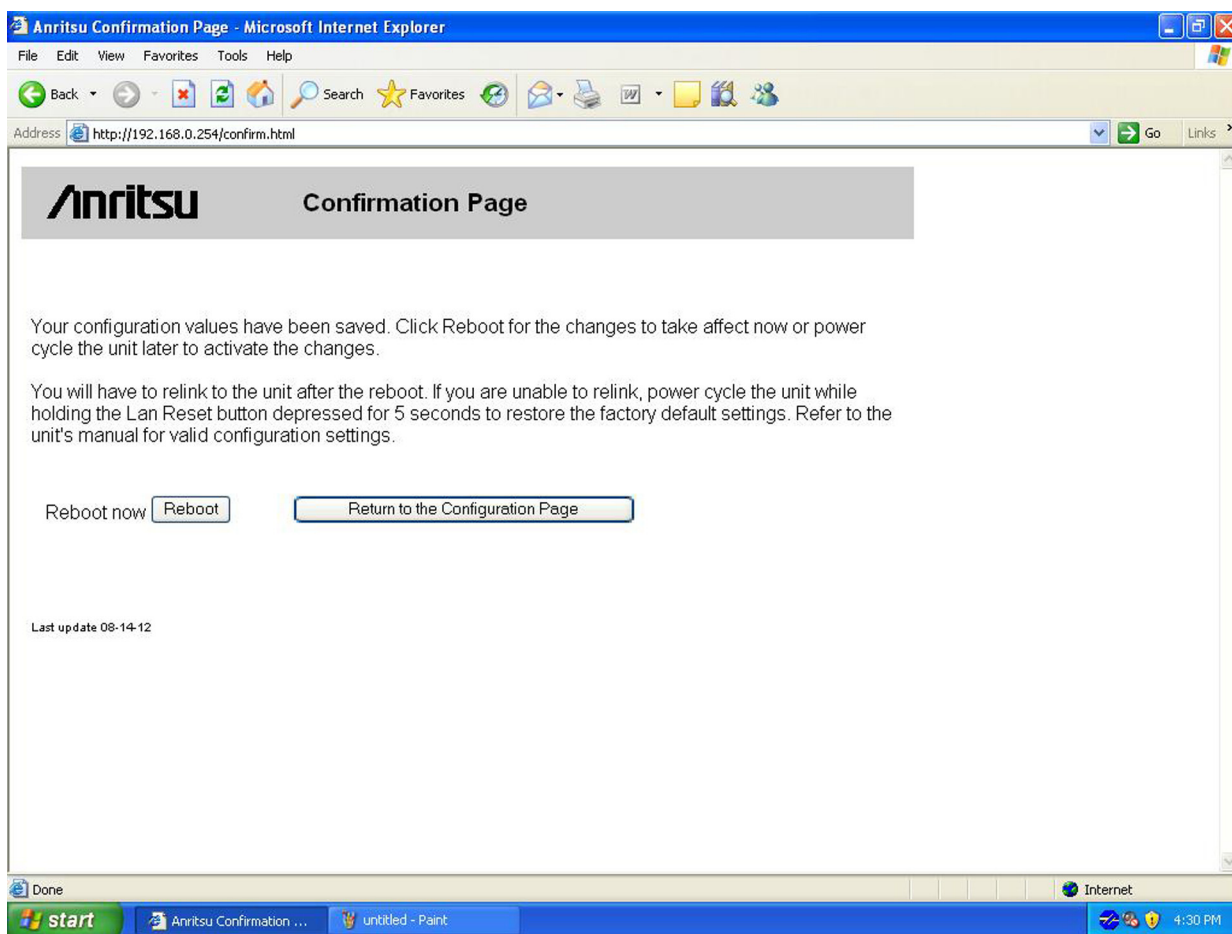 Anritsu Confirmation Page - Microsoft Internet Explorer
File Edit View Favorites Tools Help
Back Search Favorites
Address http://192.168.0.254/confirm.html Go Links
Anritsu Confirmation Page
Your configuration values have been saved. Click Reboot for the changes to take affect now or power
cycle the unit later to activate the changes.
You will have to relink to the unit after the reboot. If you are unable to relink, power cycle the unit while
holding the Lan Reset button depressed for 5 seconds to restore the factory default settings. Refer to the
unit's manual for valid configuration settings.
Reboot now Reboot Return to the Configuration Page
Last update 08-14-12
Done Internet
start Anritsu Confirmation ... untitled - Paint 4:30 PM